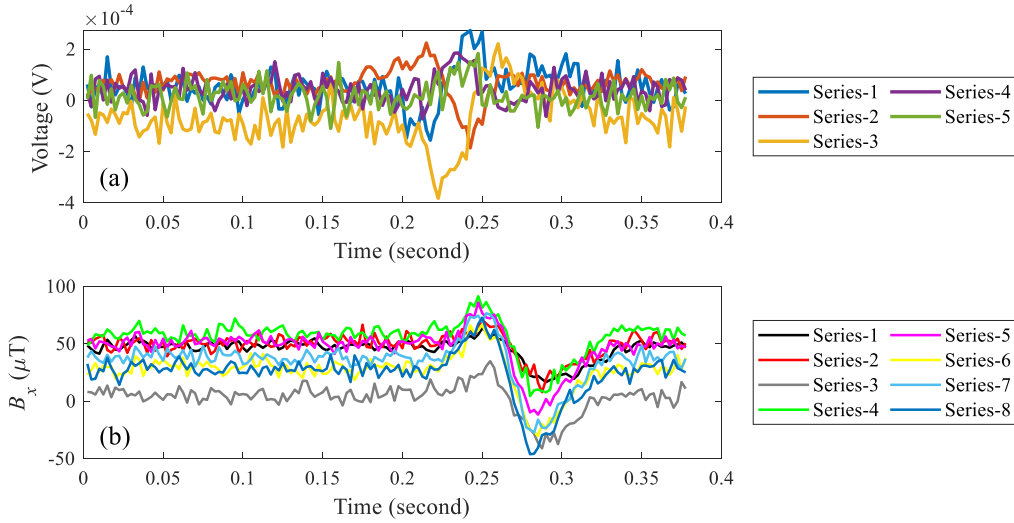 ×10⁻⁴
2
0
-2
-4
Voltage (V)
(a)
0 0.05 0.1 0.15 0.2 0.25 0.3 0.35 0.4
Time (second)
Series-1 Series-4
Series-2 Series-5
Series-3
100
50
0
-50
Bₓ (μT)
(b)
0 0.05 0.1 0.15 0.2 0.25 0.3 0.35 0.4
Time (second)
Series-1 Series-5
Series-2 Series-6
Series-3 Series-7
Series-4 Series-8